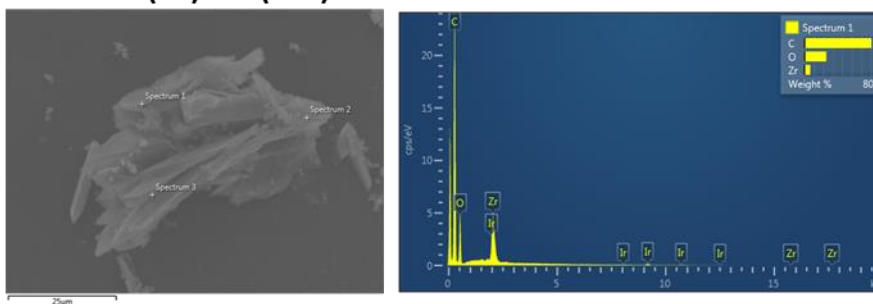 Spectrum 1
Spectrum 2
Spectrum 3
25µm
Spectrum 1
C
O
Zr
Weight % 80
cps/eV
20
15
10
5
0
C
O
Zr
Ir
Ir
Ir
Ir
Ir
Zr
Zr
0 5 10 15